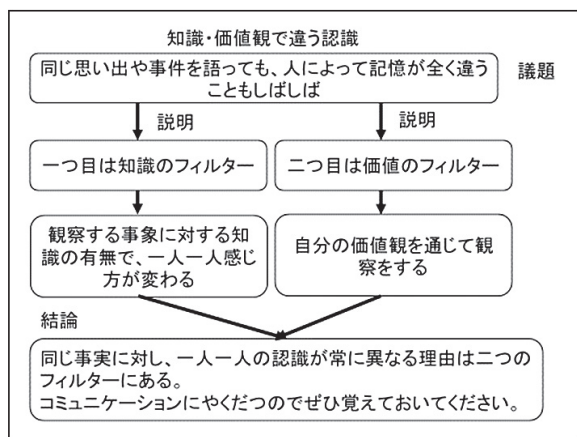 知識・価値観で違う認識
同じ思い出や事件を語っても、人によって記憶が全く違う
こともしばしば
議題
説明
説明
一つ目は知識のフィルター
二つ目は価値のフィルター
観察する事象に対する知
識の有無で、一人一人感じ
方が変わる
自分の価値観を通じて観
察をする
結論
同じ事実に対し、一人一人の認識が常に異なる理由は二つの
フィルターにある。
コミュニケーションにやくだつのでぜひ覚えておいてください。